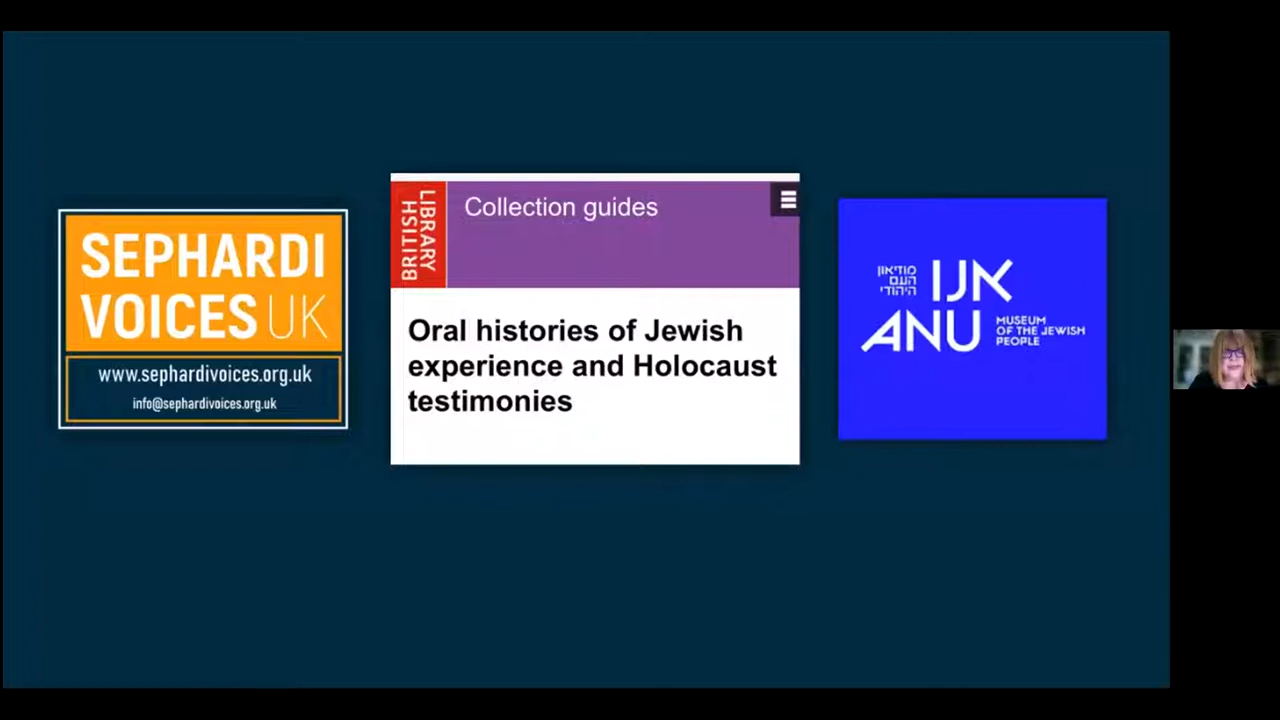 SEPHARDI
VOICES UK
www.sephardivoices.org.uk
info@sephardivoices.org.uk
BRITISH
LIBRARY
Collection guides
Oral histories of Jewish
experience and Holocaust
testimonies
מוזיאון
העם
היהודי
אנו
ANU
MUSEUM
OF THE JEWISH
PEOPLE